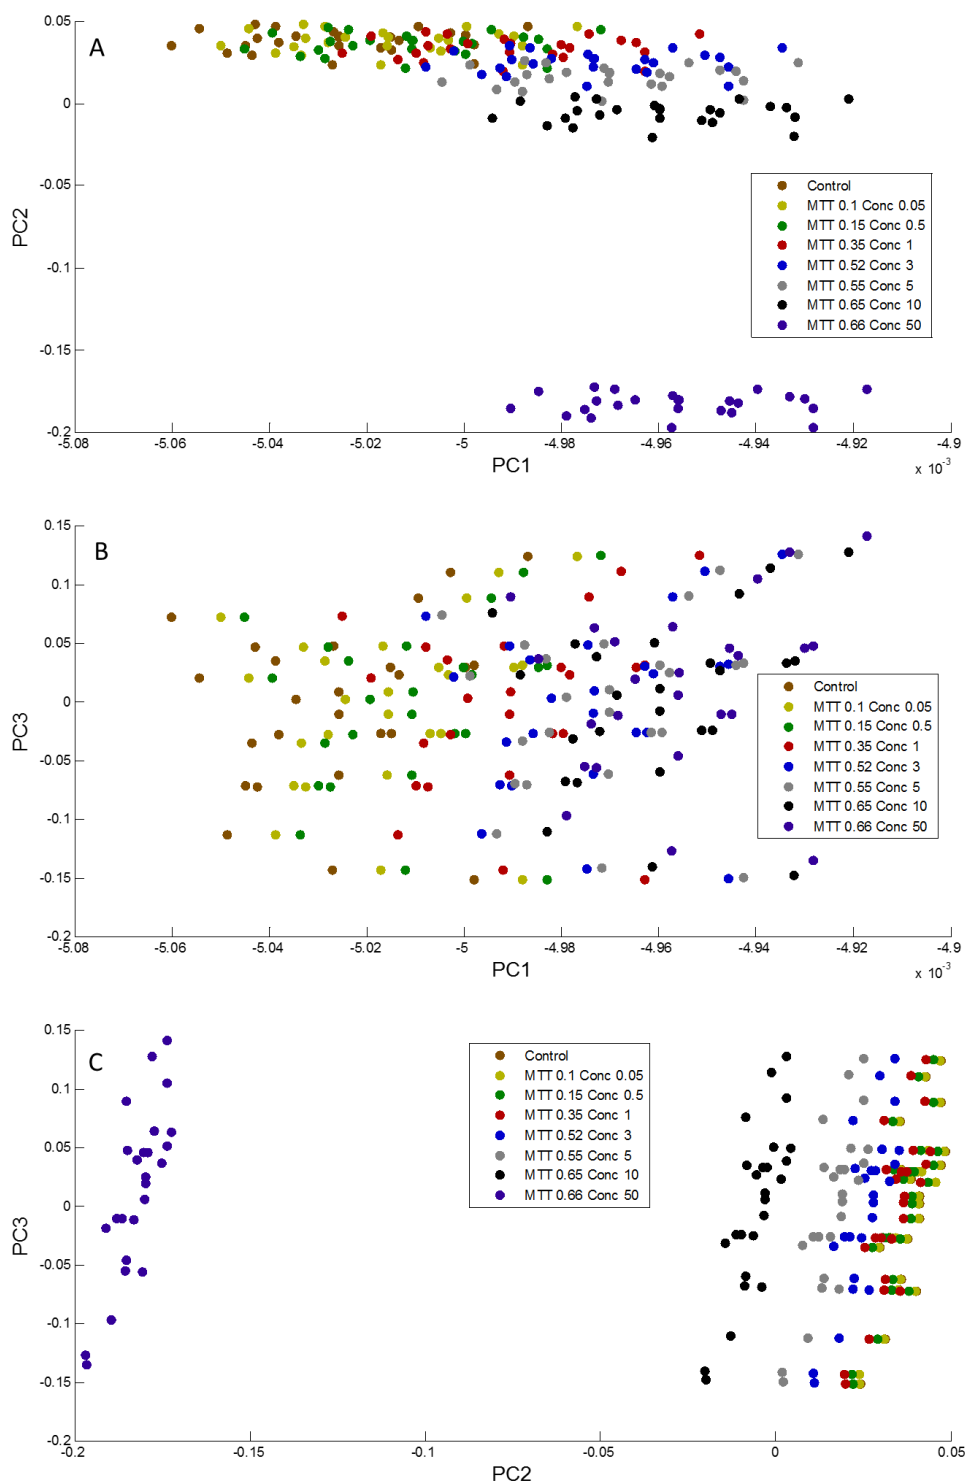 A
0.05
0
-0.05
-0.1
-0.15
-0.2
PC2
Control
MTT 0.1 Conc 0.05
MTT 0.15 Conc 0.5
MTT 0.35 Conc 1
MTT 0.52 Conc 3
MTT 0.55 Conc 5
MTT 0.65 Conc 10
MTT 0.66 Conc 50
-5.08 -5.06 -5.04 -5.02 -5 -4.98 -4.96 -4.94 -4.92 -4.9
PC1
x 10⁻³
B
0.15
0.1
0.05
0
-0.05
-0.1
-0.15
-0.2
PC3
Control
MTT 0.1 Conc 0.05
MTT 0.15 Conc 0.5
MTT 0.35 Conc 1
MTT 0.52 Conc 3
MTT 0.55 Conc 5
MTT 0.65 Conc 10
MTT 0.66 Conc 50
-5.08 -5.06 -5.04 -5.02 -5 -4.98 -4.96 -4.94 -4.92 -4.9
PC1
x 10⁻³
C
0.15
0.1
0.05
0
-0.05
-0.1
-0.15
-0.2
PC3
Control
MTT 0.1 Conc 0.05
MTT 0.15 Conc 0.5
MTT 0.35 Conc 1
MTT 0.52 Conc 3
MTT 0.55 Conc 5
MTT 0.65 Conc 10
MTT 0.66 Conc 50
-0.2 -0.15 -0.1 -0.05 0 0.05
PC2